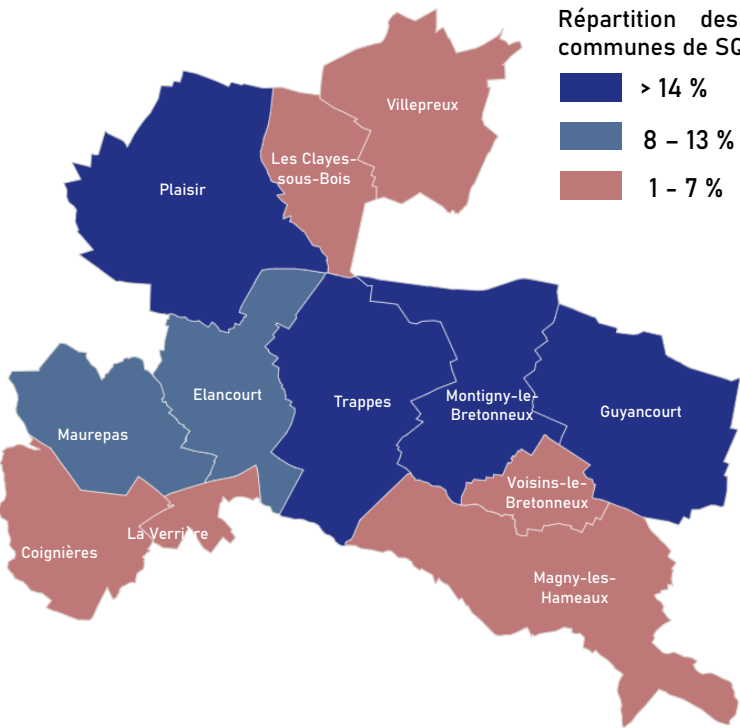 Répartition des
communes de SQ
> 14 %
8 – 13 %
1 – 7 %
Villepreux
Les Clayes-
sous-Bois
Plaisir
Elancourt
Trappes
Montigny-le-
Bretonneux
Guyancourt
Maurepas
Voisins-le-
Bretonneux
La Verrière
Coignières
Magny-les-
Hameaux